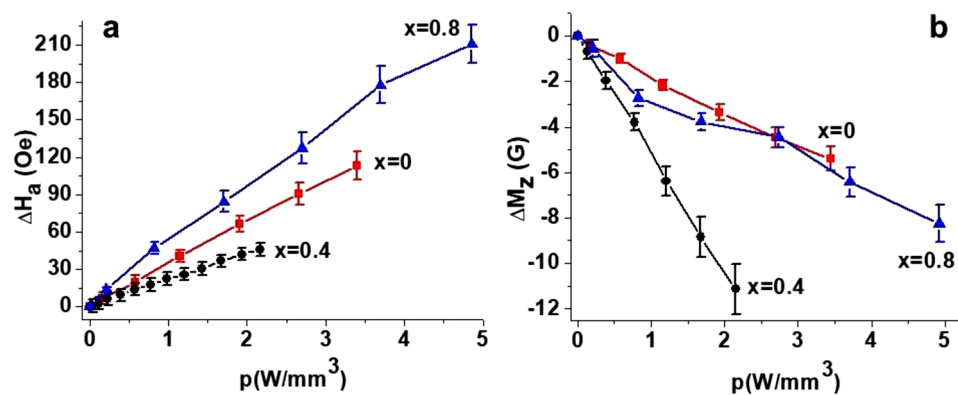 a
x=0.8
x=0
x=0.4
210
180
150
120
90
60
30
0
ΔHₐ (Oe)
0 1 2 3 4 5
p(W/mm³)
b
x=0
x=0.8
x=0.4
0
-2
-4
-6
-8
-10
-12
ΔM_z (G)
0 1 2 3 4 5
p(W/mm³)